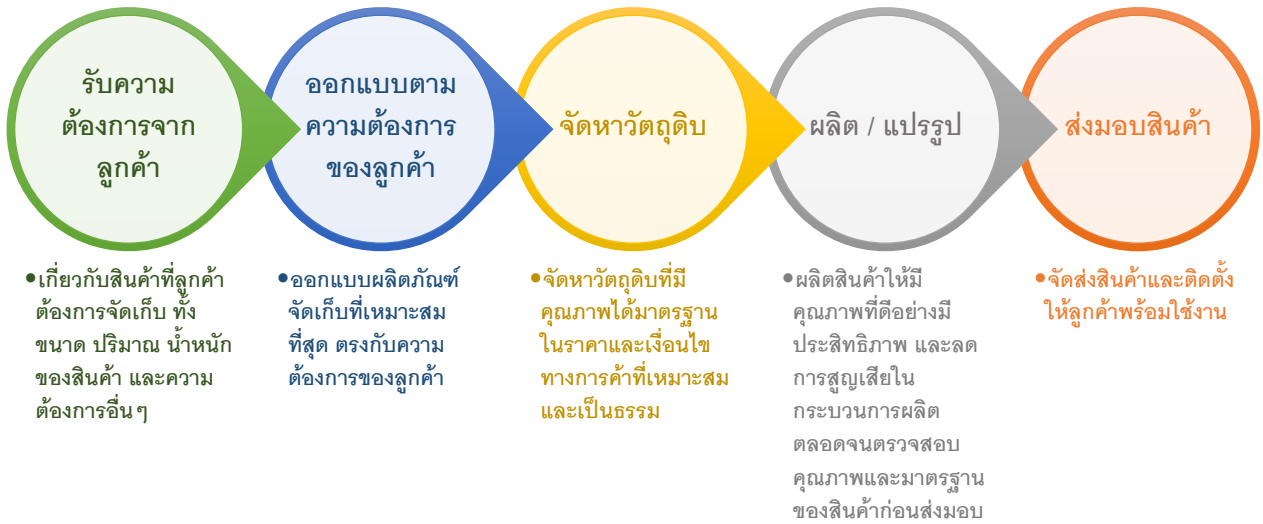 รับความ
ต้องการจาก
ลูกค้า
ออกแบบตาม
ความต้องการ
ของลูกค้า
จัดหาวัตถุดิบ
ผลิต / แปรรูป
ส่งมอบสินค้า
•เกี่ยวกับสินค้าที่ลูกค้า
ต้องการจัดเก็บ ทั้ง
ขนาด ปริมาณ น้ำหนัก
ของสินค้า และความ
ต้องการอื่นๆ
•ออกแบบผลิตภัณฑ์
จัดเก็บที่เหมาะสม
ที่สุด ตรงกับความ
ต้องการของลูกค้า
•จัดหาวัตถุดิบที่มี
คุณภาพได้มาตรฐาน
ในราคาและเงื่อนไข
ทางการค้าที่เหมาะสม
และเป็นธรรม
•ผลิตสินค้าให้มี
คุณภาพที่ดีอย่างมี
ประสิทธิภาพ และลด
การสูญเสียใน
กระบวนการผลิต
ตลอดจนตรวจสอบ
คุณภาพและมาตรฐาน
ของสินค้าก่อนส่งมอบ
•จัดส่งสินค้าและติดตั้ง
ให้ลูกค้าพร้อมใช้งาน